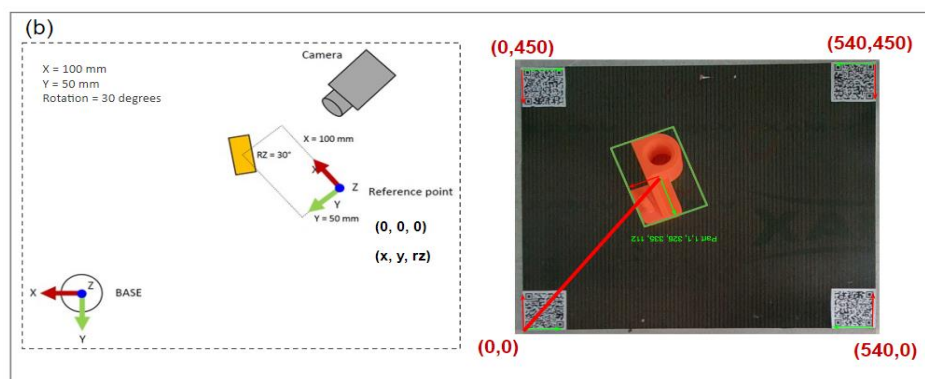 (b)
X = 100 mm
Y = 50 mm
Rotation = 30 degrees
Camera
X = 100 mm
RZ = 30°
X
Z
Y
Reference point
Y = 50 mm
(0, 0, 0)
(x, y, rz)
Z
X
BASE
Y
(0,450)
(540,450)
Part 1, 1, 328, 335, 112
(0,0)
(540,0)